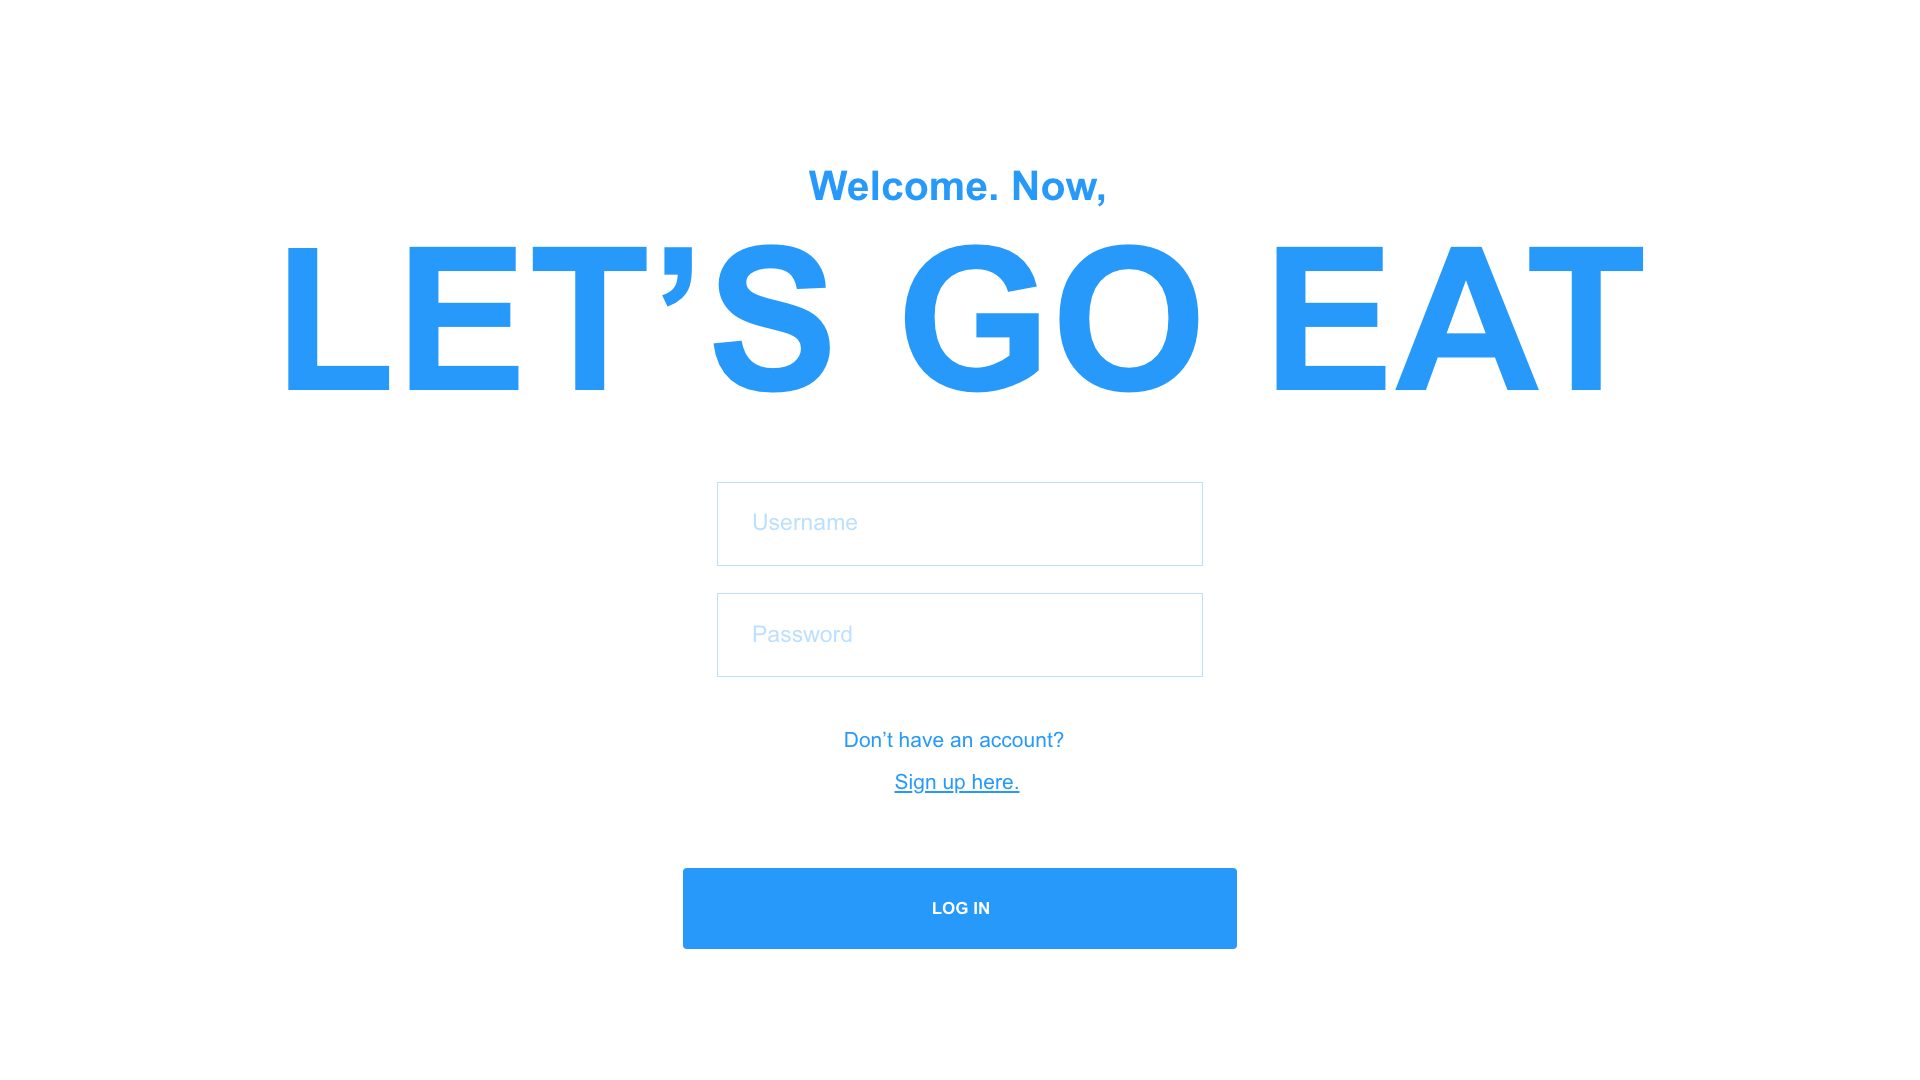 Welcome. Now,
LET’S GO EAT
Username
Password
Don’t have an account?
Sign up here.
LOG IN